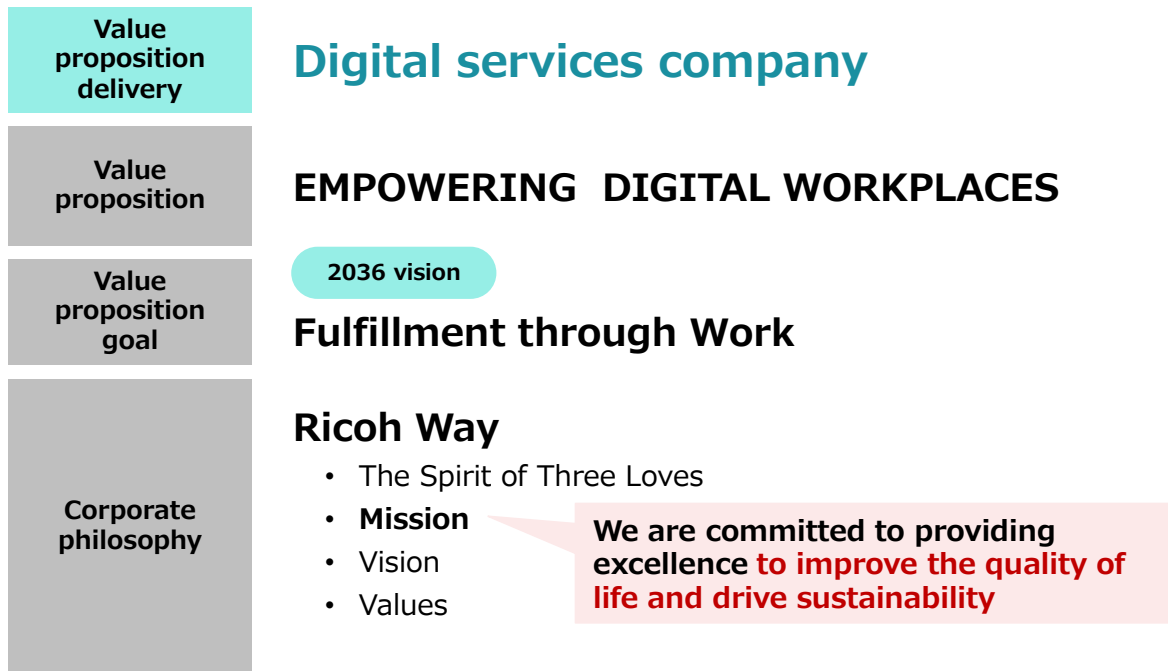 Value
proposition
delivery
Digital services company
Value
proposition
EMPOWERING DIGITAL WORKPLACES
Value
proposition
goal
2036 vision
Fulfillment through Work
Corporate
philosophy
Ricoh Way
• The Spirit of Three Loves
• Mission
• Vision
• Values
We are committed to providing
excellence to improve the quality of
life and drive sustainability